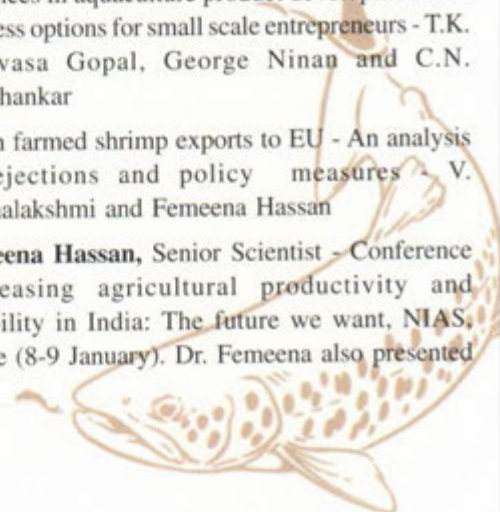 ess options for small scale entrepreneurs - T.K.
vasa Gopal, George Ninan and C.N.
hankar
n farmed shrimp exports to EU - An analysis
ejections and policy measures - V.
alakshmi and Femeena Hassan
eena Hassan, Senior Scientist - Conference
easing agricultural productivity and
ility in India: The future we want, NIAS,
e (8-9 January). Dr. Femeena also presented